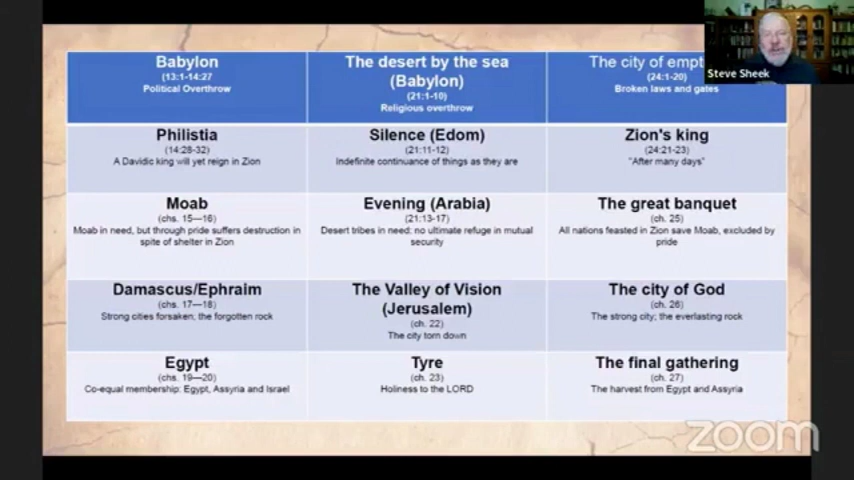 Babylon
(13:1-14:27
Political Overthrow
The desert by the sea
(Babylon)
(21:1-10)
Religious overthrow
The city of
(24:1-20)
Broken laws and gates
Steve Sheek
Philistia
(14:28-32)
A Davidic king will yet reign in Zion
Silence (Edom)
(21:11-12)
Indefinite continuance of things as they are
Zion's king
(24:21-23)
"After many days"
Moab
(chs. 15—16)
Moab in need, but through pride suffers destruction in
spite of shelter in Zion
Evening (Arabia)
(21:13-17)
Desert tribes in need: no ultimate refuge in mutual
security
The great banquet
(ch. 25)
All nations feasted in Zion save Moab, excluded by
pride
Damascus/Ephraim
(chs. 17—18)
Strong cities forsaken; the forgotten rock
The Valley of Vision
(Jerusalem)
(ch. 22)
The city torn down
The city of God
(ch. 26)
The strong city; the everlasting rock
Egypt
(chs. 19—20)
Co-equal membership: Egypt, Assyria and Israel
Tyre
(ch. 23)
Holiness to the LORD
The final gathering
(ch. 27)
The harvest from Egypt and Assyria
zoom